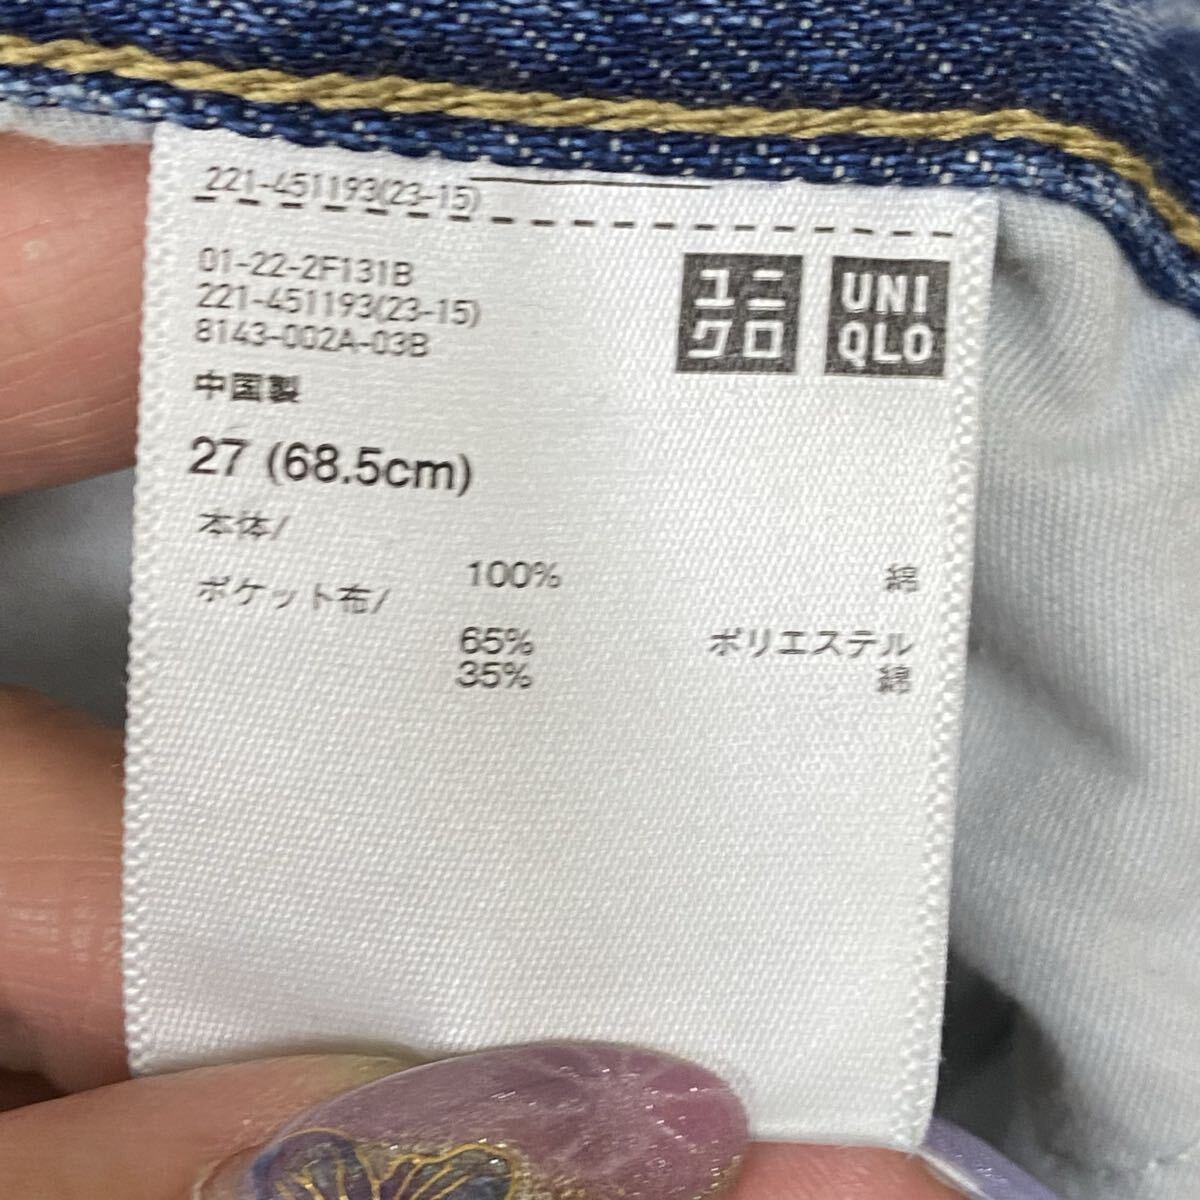 221-451193(23-15)
01-22-2F131B
221-451193(23-15)
8143-002A-03B
中国製
ユニ
クロ
UNI
QLO
27 (68.5cm)
本体/
100% 綿
ポケット布/
65% ポリエステル
35% 綿